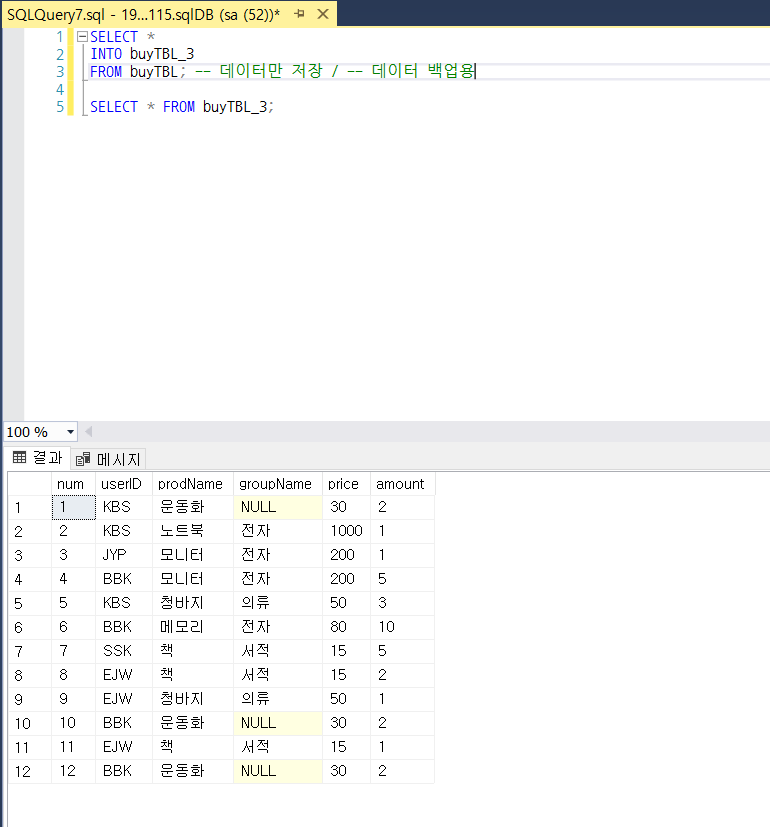 SQLQuery7.sql - 19...115.sqlDB (sa (52))*
1 SELECT *
2 INTO buyTBL_3
3 FROM buyTBL; -- 데이터만 저장 / -- 데이터 백업용
4
5 SELECT * FROM buyTBL_3;
100 %
결과 메시지
num userID prodName groupName price amount
1 1 KBS 운동화 NULL 30 2
2 2 KBS 노트북 전자 1000 1
3 3 JYP 모니터 전자 200 1
4 4 BBK 모니터 전자 200 5
5 5 KBS 청바지 의류 50 3
6 6 BBK 메모리 전자 80 10
7 7 SSK 책 서적 15 5
8 8 EJW 책 서적 15 2
9 9 EJW 청바지 의류 50 1
10 10 BBK 운동화 NULL 30 2
11 11 EJW 책 서적 15 1
12 12 BBK 운동화 NULL 30 2